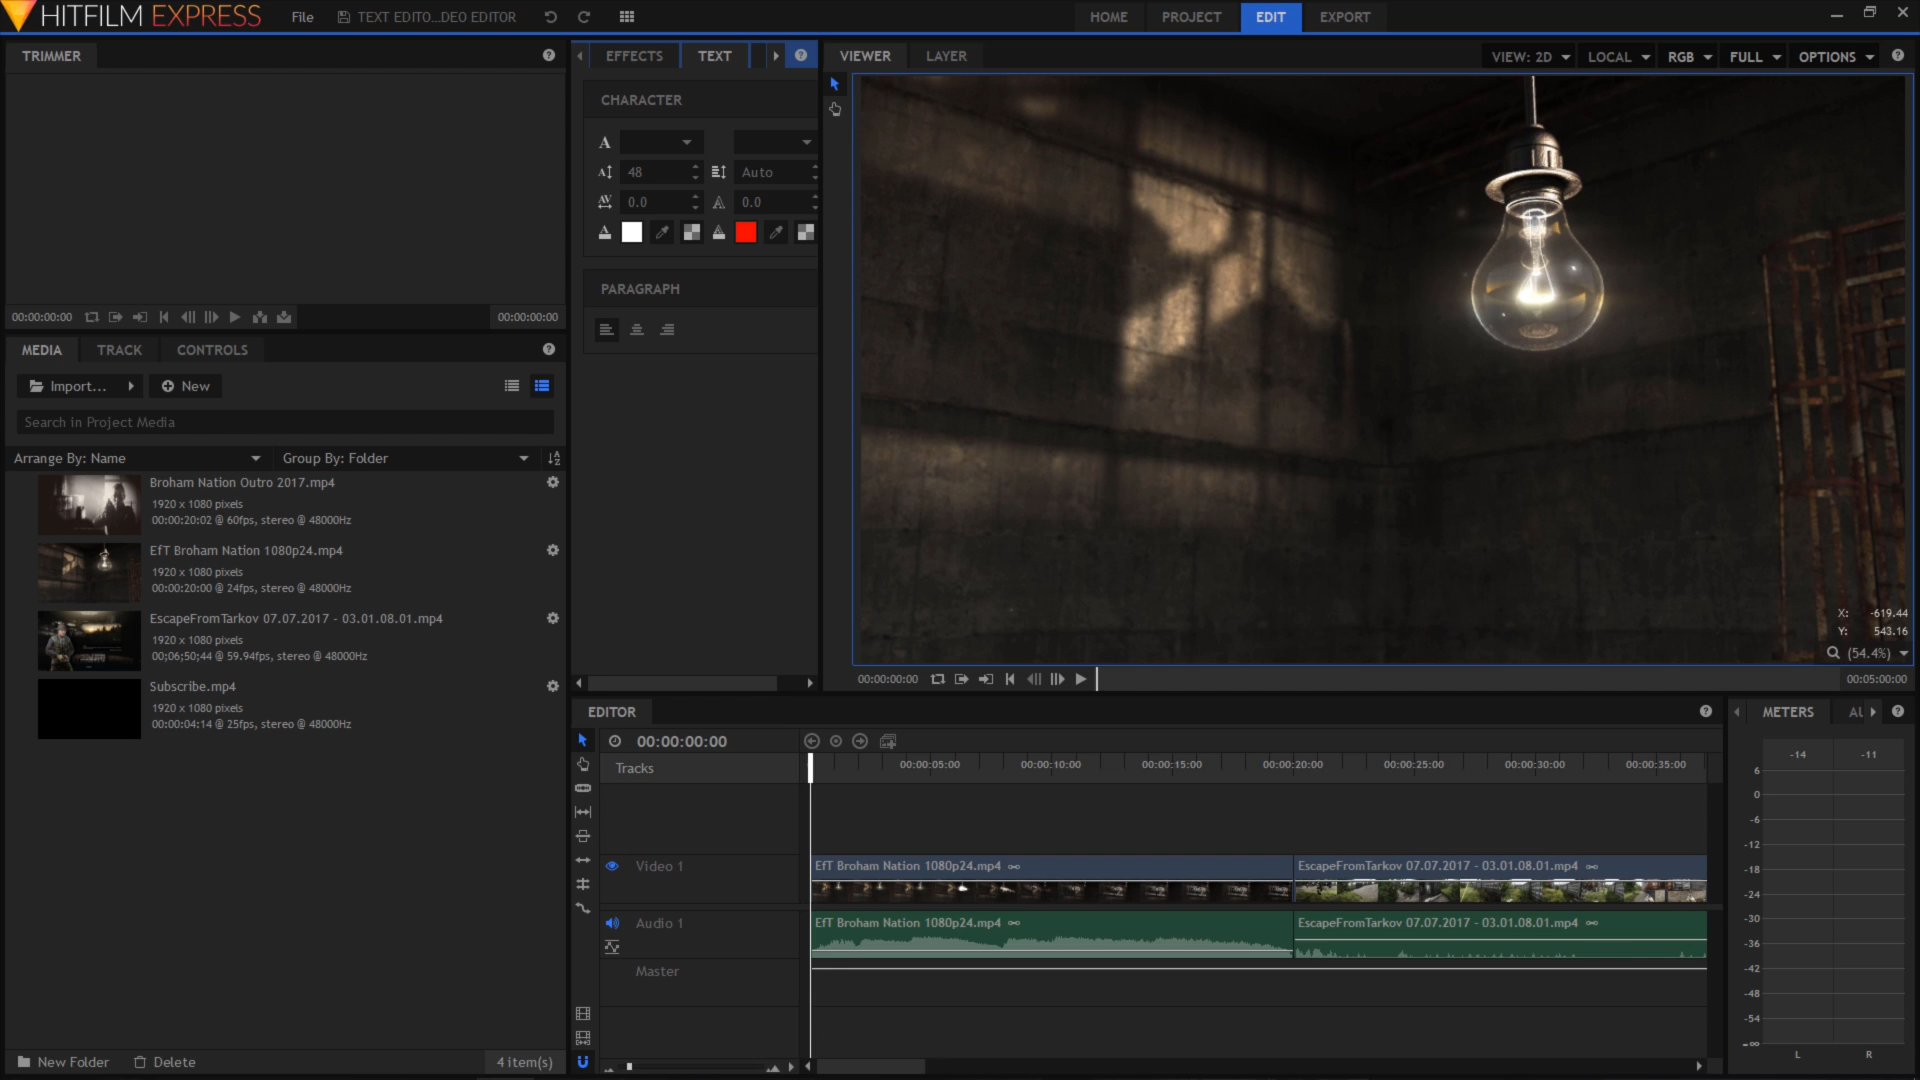 HITFILM EXPRESS
File
TEXT EDITO...DEO EDITOR
HOME
PROJECT
EDIT
EXPORT
TRIMMER
00:00:00:00
00:00:00:00
MEDIA
TRACK
CONTROLS
Import...
New
Search in Project Media
Arrange By: Name
Group By: Folder
Broham Nation Outro 2017.mp4
1920 x 1080 pixels
00:00:20:02 @ 60fps, stereo @ 48000Hz
EfT Broham Nation 1080p24.mp4
1920 x 1080 pixels
00:00:20:00 @ 24fps, stereo @ 48000Hz
EscapeFromTarkov 07.07.2017 - 03.01.08.01.mp4
1920 x 1080 pixels
00;06;50;44 @ 59.94fps, stereo @ 48000Hz
Subscribe.mp4
1920 x 1080 pixels
00:00:04:14 @ 25fps, stereo @ 48000Hz
New Folder
Delete
4 item(s)
EFFECTS
TEXT
CHARACTER
48
Auto
0.0
0.0
PARAGRAPH
VIEWER
LAYER
VIEW: 2D
LOCAL
RGB
FULL
OPTIONS
X: -619.44
Y: 543.16
(54.4%)
00:00:00:00
00:05:00:00
EDITOR
00:00:00:00
Tracks
00:00:05:00
00:00:10:00
00:00:15:00
00:00:20:00
00:00:25:00
00:00:30:00
00:00:35:00
Video 1
EfT Broham Nation 1080p24.mp4
EscapeFromTarkov 07.07.2017 - 03.01.08.01.mp4
Audio 1
EfT Broham Nation 1080p24.mp4
EscapeFromTarkov 07.07.2017 - 03.01.08.01.mp4
Master
METERS
-14
-11
6
0
-6
-12
-18
-24
-30
-36
-42
-48
-54
-∞
L
R